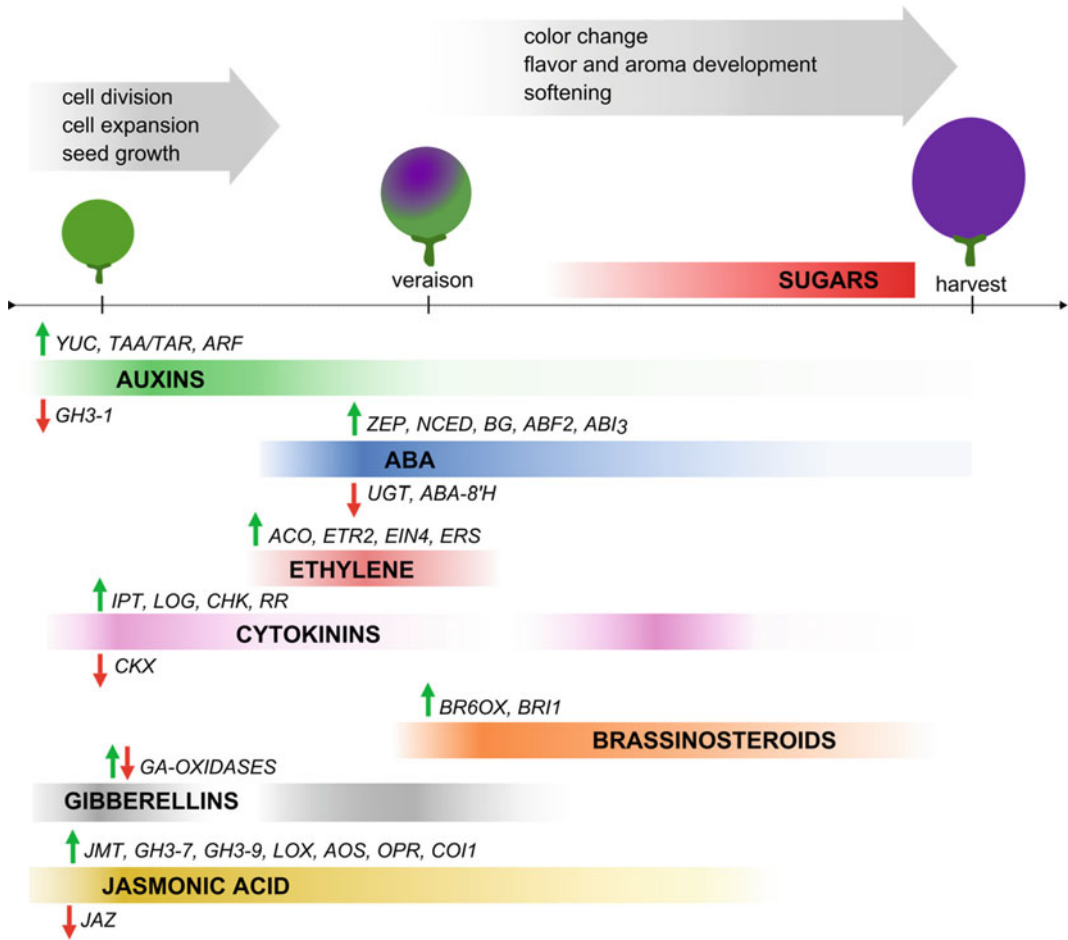 color change
flavor and aroma development
softening
cell division
cell expansion
seed growth
veraison
SUGARS
harvest
YUC, TAA/TAR, ARF
AUXINS
GH3-1
ZEP, NCED, BG, ABF2, ABI3
ABA
UGT, ABA-8'H
ACO, ETR2, EIN4, ERS
ETHYLENE
IPT, LOG, CHK, RR
CYTOKININS
CKX
BR6OX, BRI1
BRASSINOSTEROIDS
GA-OXIDASES
GIBBERELLINS
JMT, GH3-7, GH3-9, LOX, AOS, OPR, COI1
JASMONIC ACID
JAZ